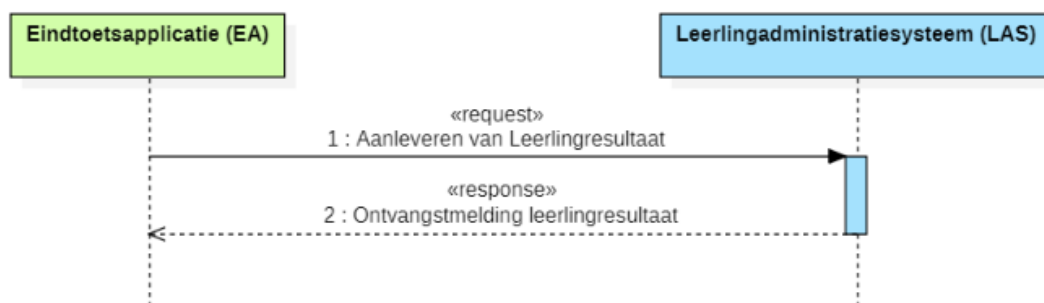 Eindtoetsapplicatie (EA)
Leerlingadministratiesysteem (LAS)
«request»
1 : Aanleveren van Leerlingresultaat
«response»
2 : Ontvangstmelding leerlingresultaat